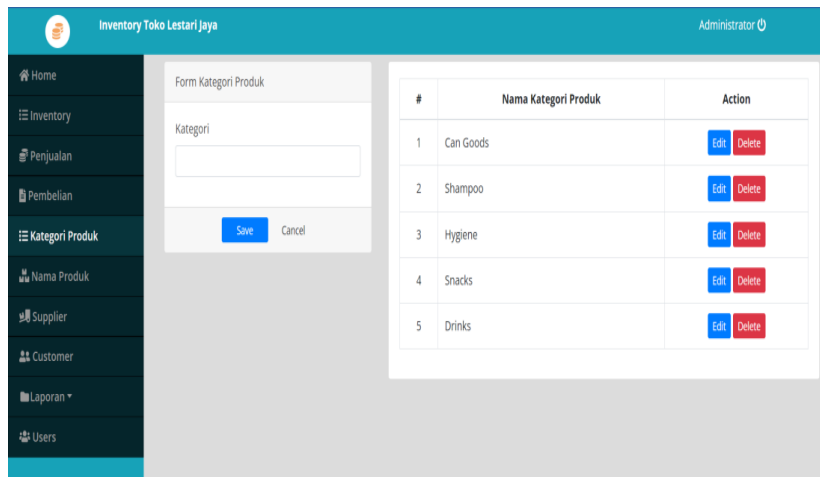 Inventory Toko Lestari Jaya
Administrator
Home
Inventory
Penjualan
Pembelian
Kategori Produk
Nama Produk
Supplier
Customer
Laporan
Users
Form Kategori Produk
Kategori
Save Cancel
# Nama Kategori Produk Action
1 Can Goods Edit Delete
2 Shampoo Edit Delete
3 Hygiene Edit Delete
4 Snacks Edit Delete
5 Drinks Edit Delete